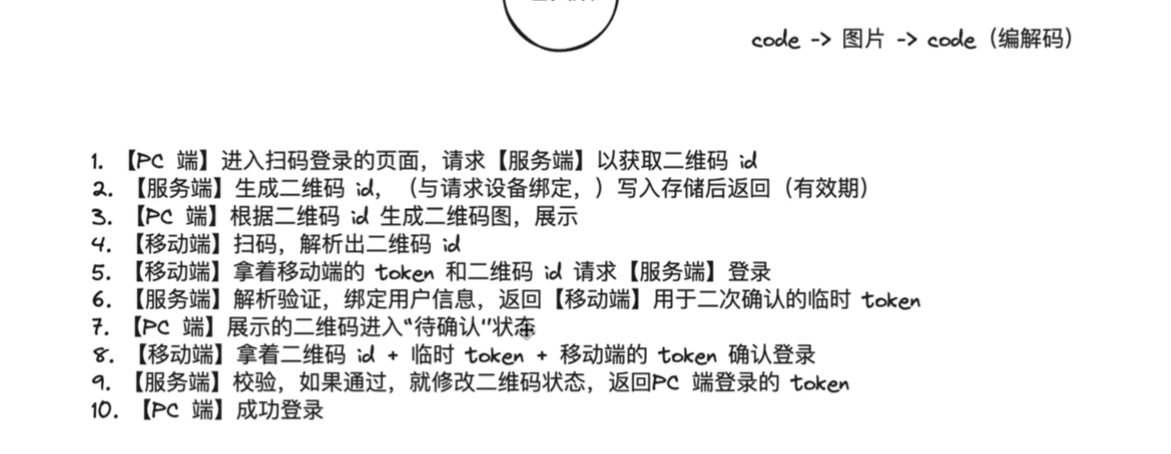 code -> 图片 -> code（编解码）
1. 【PC 端】进入扫码登录的页面，请求【服务端】以获取二维码 id
2. 【服务端】生成二维码 id，（与请求设备绑定，）写入存储后返回（有效期）
3. 【PC 端】根据二维码 id 生成二维码图，展示
4. 【移动端】扫码，解析出二维码 id
5. 【移动端】拿着移动端的 token 和二维码 id 请求【服务端】登录
6. 【服务端】解析验证，绑定用户信息，返回【移动端】用于二次确认的临时 token
7. 【PC 端】展示的二维码进入“待确认”状态
8. 【移动端】拿着二维码 id + 临时 token + 移动端的 token 确认登录
9. 【服务端】校验，如果通过，就修改二维码状态，返回PC 端登录的 token
10. 【PC 端】成功登录